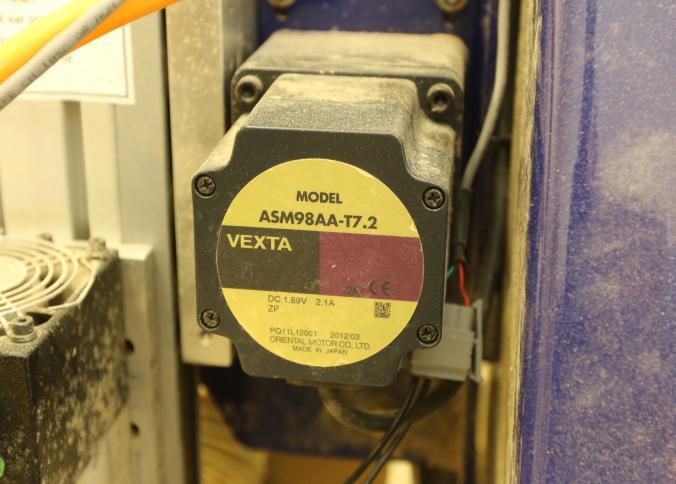 MODEL
ASM98AA-T7.2
VEXTA
CE
DC 1.89V 2.1A
ZP
PQ11L12001 2012/03
ORIENTAL MOTOR CO., LTD.
MADE IN JAPAN